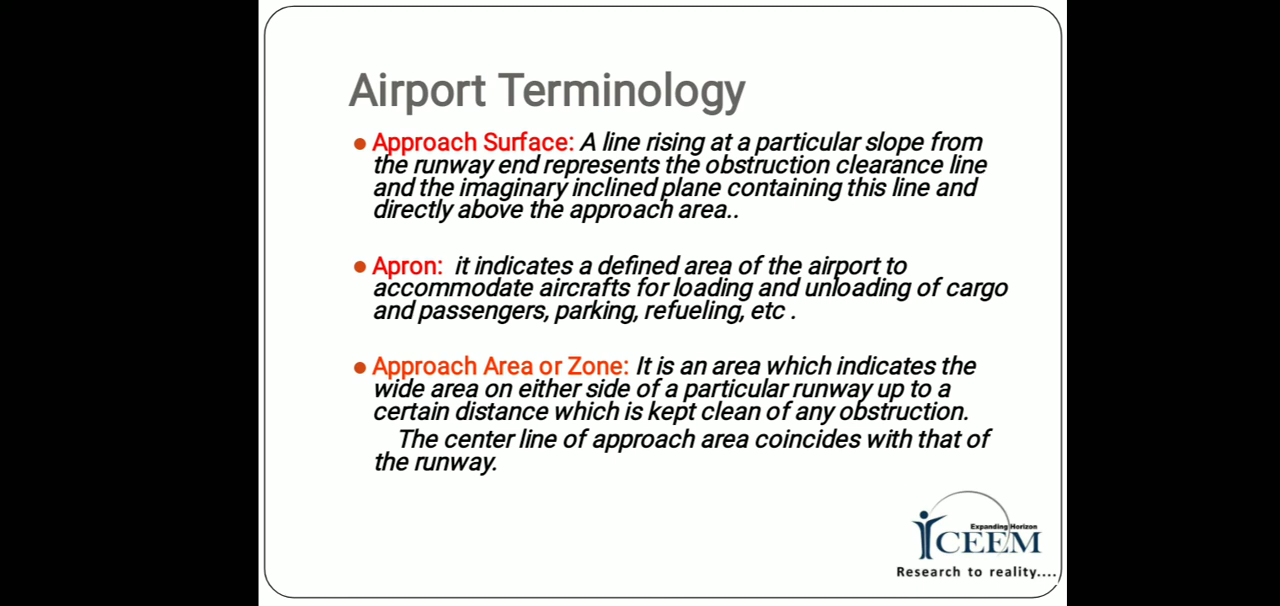 Airport Terminology
Approach Surface: A line rising at a particular slope from
the runway end represents the obstruction clearance line
and the imaginary inclined plane containing this line and
directly above the approach area..
Apron: it indicates a defined area of the airport to
accommodate aircrafts for loading and unloading of cargo
and passengers, parking, refueling, etc .
Approach Area or Zone: It is an area which indicates the
wide area on either side of a particular runway up to a
certain distance which is kept clean of any obstruction.
The center line of approach area coincides with that of
the runway.
Expanding Horizon
iCEEM
Research to reality....